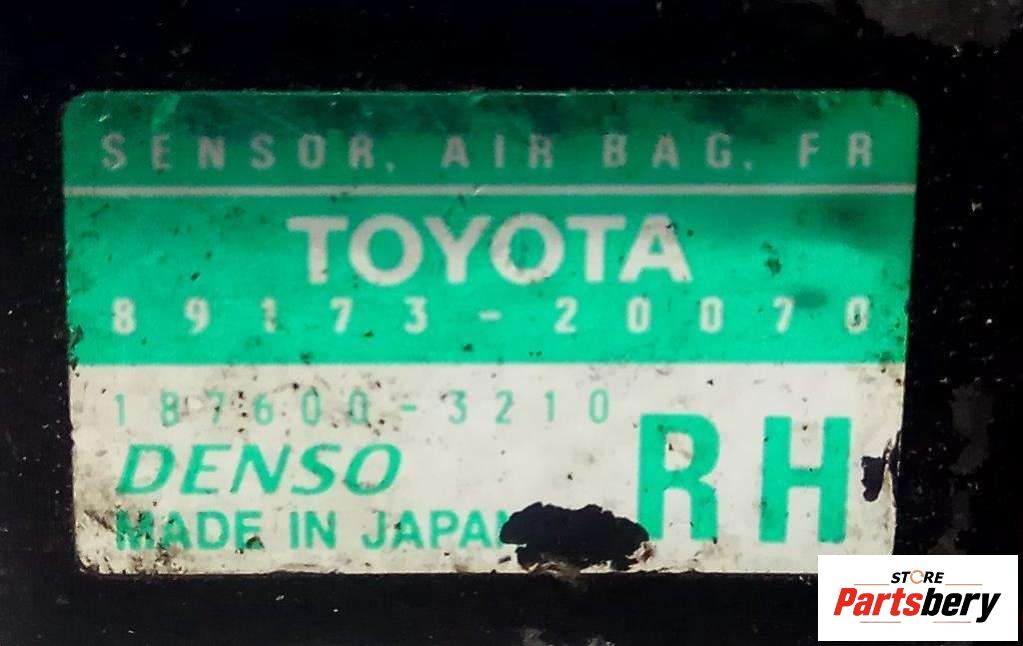 SENSOR, AIR BAG, FR
TOYOTA
89173-20070
187600-3210
DENSO
RH
MADE IN JAPAN
STORE
Partsbery